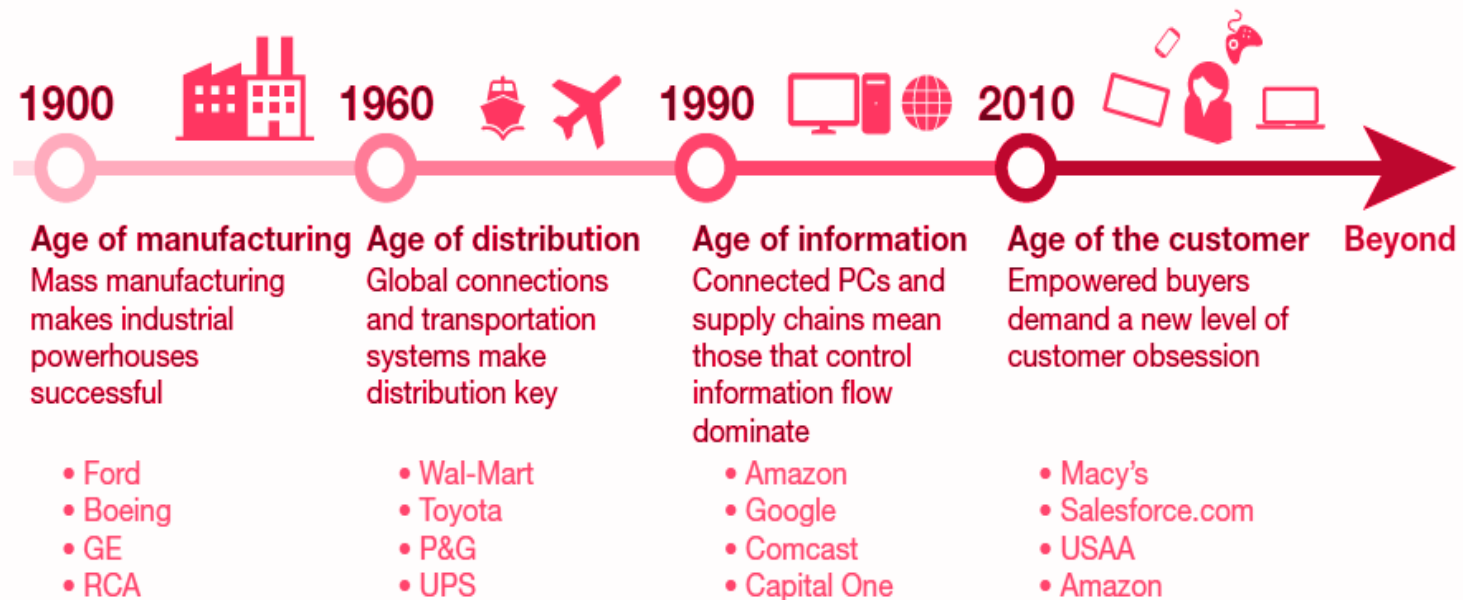 1900
1960
1990
2010
Age of manufacturing
Mass manufacturing
makes industrial
powerhouses
successful
• Ford
• Boeing
• GE
• RCA
Age of distribution
Global connections
and transportation
systems make
distribution key
• Wal-Mart
• Toyota
• P&G
• UPS
Age of information
Connected PCs and
supply chains mean
those that control
information flow
dominate
• Amazon
• Google
• Comcast
• Capital One
Age of the customer
Empowered buyers
demand a new level of
customer obsession
• Macy's
• Salesforce.com
• USAA
• Amazon
Beyond